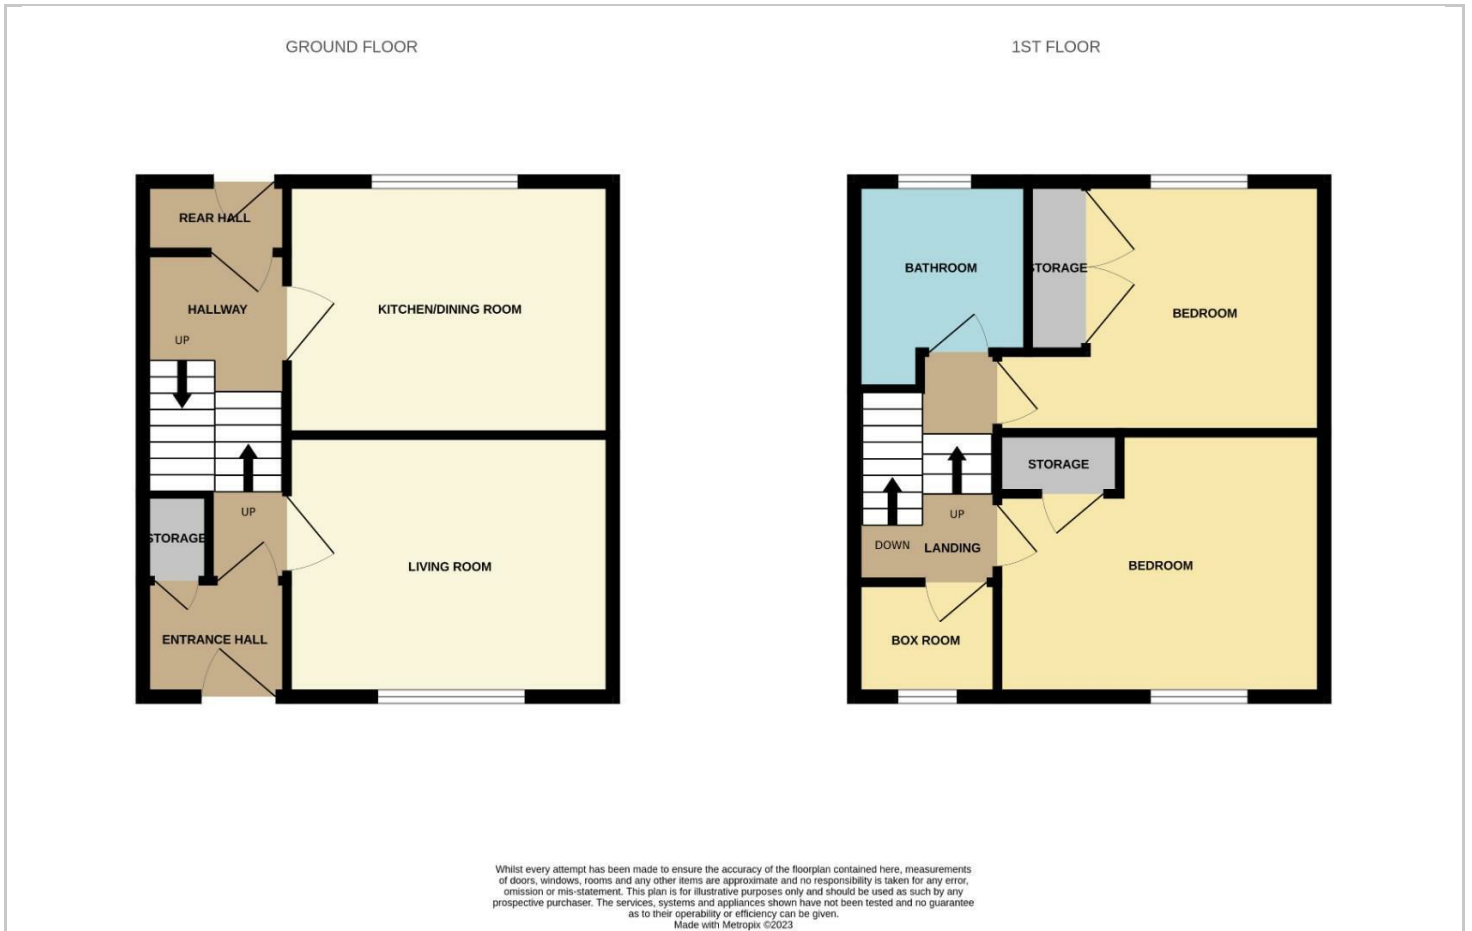 GROUND FLOOR
1ST FLOOR
REAR HALL
HALLWAY
UP
KITCHEN/DINING ROOM
UP
STORAGE
LIVING ROOM
ENTRANCE HALL
BATHROOM
STORAGE
BEDROOM
STORAGE
UP
DOWN
LANDING
BEDROOM
BOX ROOM
Whilst every attempt has been made to ensure the accuracy of the floorplan contained here, measurements
of doors, windows, rooms and any other items are approximate and no responsibility is taken for any error,
omission or mis-statement. This plan is for illustrative purposes only and should be used as such by any
prospective purchaser. The services, systems and appliances shown have not been tested and no guarantee
as to their operability or efficiency can be given.
Made with Metropix ©2023